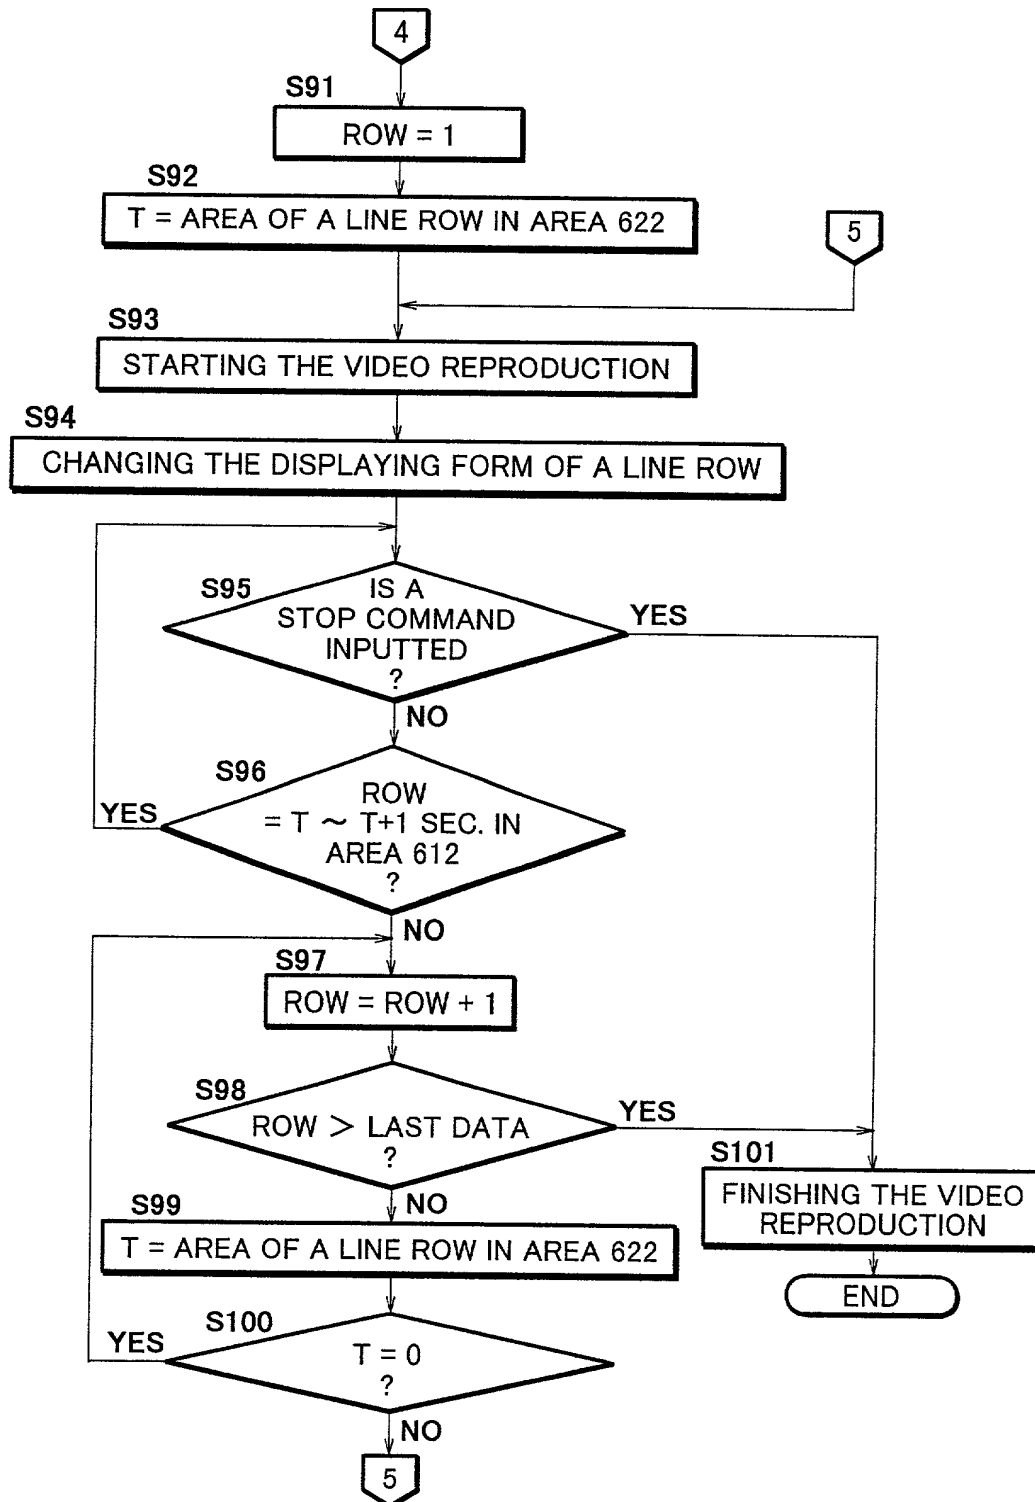 4
S91
ROW = 1
S92
T = AREA OF A LINE ROW IN AREA 622
5
S93
STARTING THE VIDEO REPRODUCTION
S94
CHANGING THE DISPLAYING FORM OF A LINE ROW
S95
IS A
STOP COMMAND
INPUTTED
?
YES
NO
S96
ROW
= T ~ T+1 SEC. IN
AREA 612
?
YES
NO
S97
ROW = ROW + 1
S98
ROW > LAST DATA
?
YES
NO
S101
FINISHING THE VIDEO
REPRODUCTION
END
S99
T = AREA OF A LINE ROW IN AREA 622
S100
T = 0
?
YES
NO
5